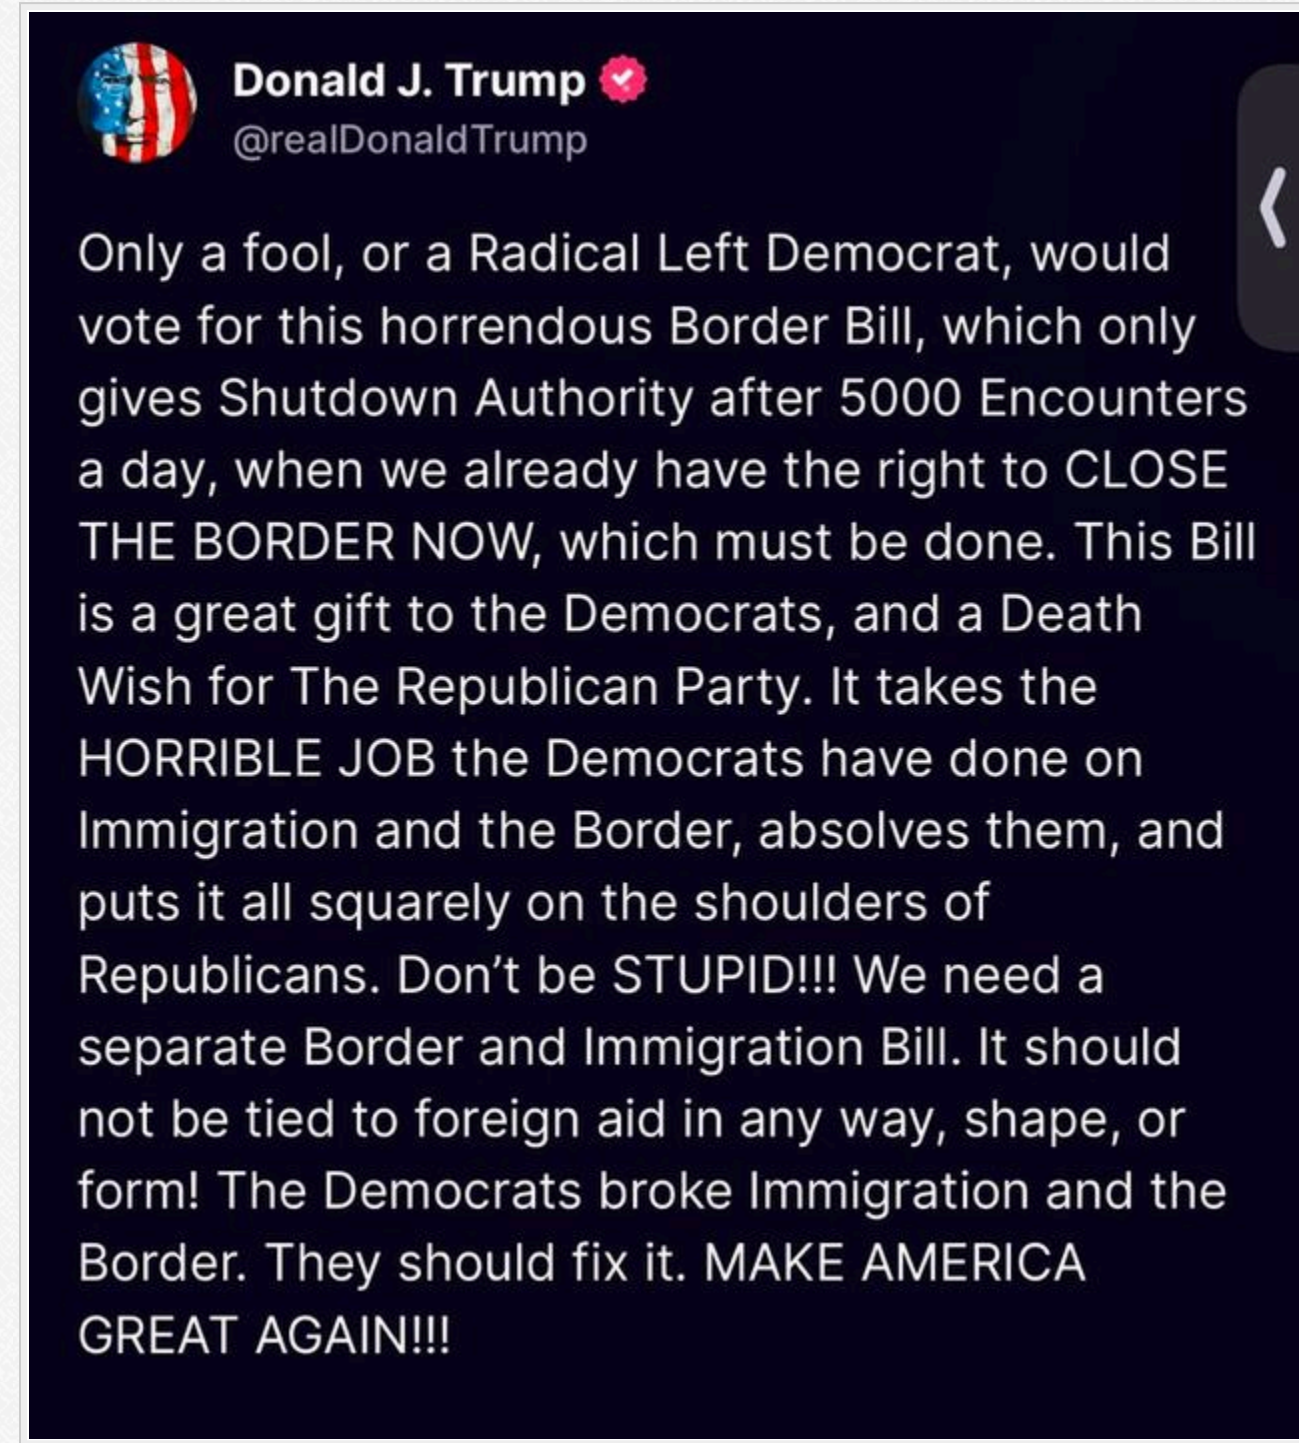 Donald J. Trump
@realDonaldTrump
Only a fool, or a Radical Left Democrat, would
vote for this horrendous Border Bill, which only
gives Shutdown Authority after 5000 Encounters
a day, when we already have the right to CLOSE
THE BORDER NOW, which must be done. This Bill
is a great gift to the Democrats, and a Death
Wish for The Republican Party. It takes the
HORRIBLE JOB the Democrats have done on
Immigration and the Border, absolves them, and
puts it all squarely on the shoulders of
Republicans. Don’t be STUPID!!! We need a
separate Border and Immigration Bill. It should
not be tied to foreign aid in any way, shape, or
form! The Democrats broke Immigration and the
Border. They should fix it. MAKE AMERICA
GREAT AGAIN!!!